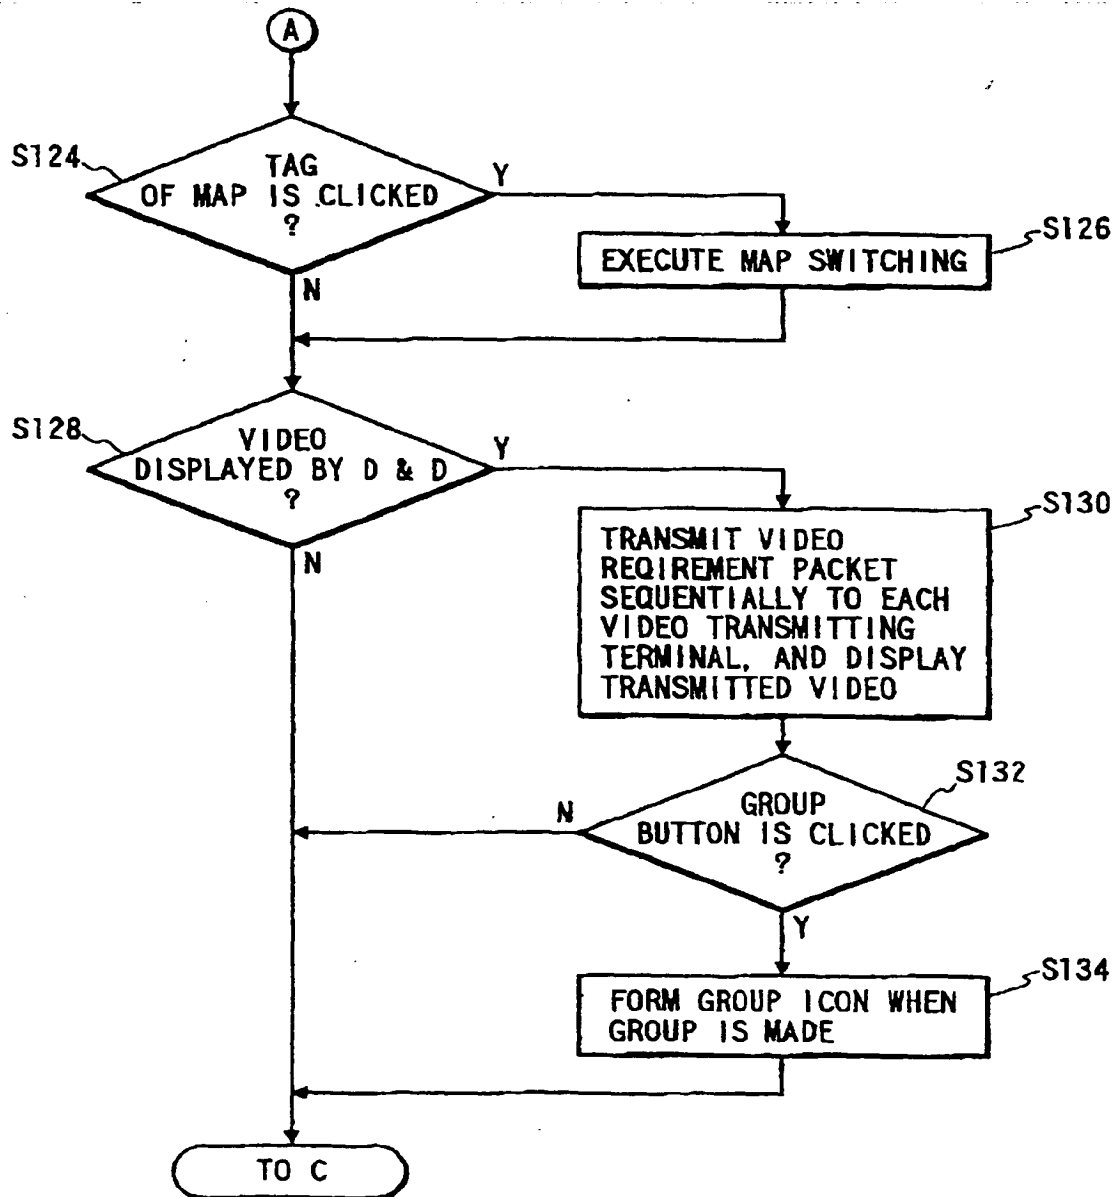 A
S124
TAG
OF MAP IS CLICKED
?
Y
N
S126
EXECUTE MAP SWITCHING
S128
VIDEO
DISPLAYED BY D & D
?
Y
N
S130
TRANSMIT VIDEO
REQIREMENT PACKET
SEQUENTIALLY TO EACH
VIDEO TRANSMITTING
TERMINAL, AND DISPLAY
TRANSMITTED VIDEO
S132
GROUP
BUTTON IS CLICKED
?
N
Y
S134
FORM GROUP ICON WHEN
GROUP IS MADE
TO C